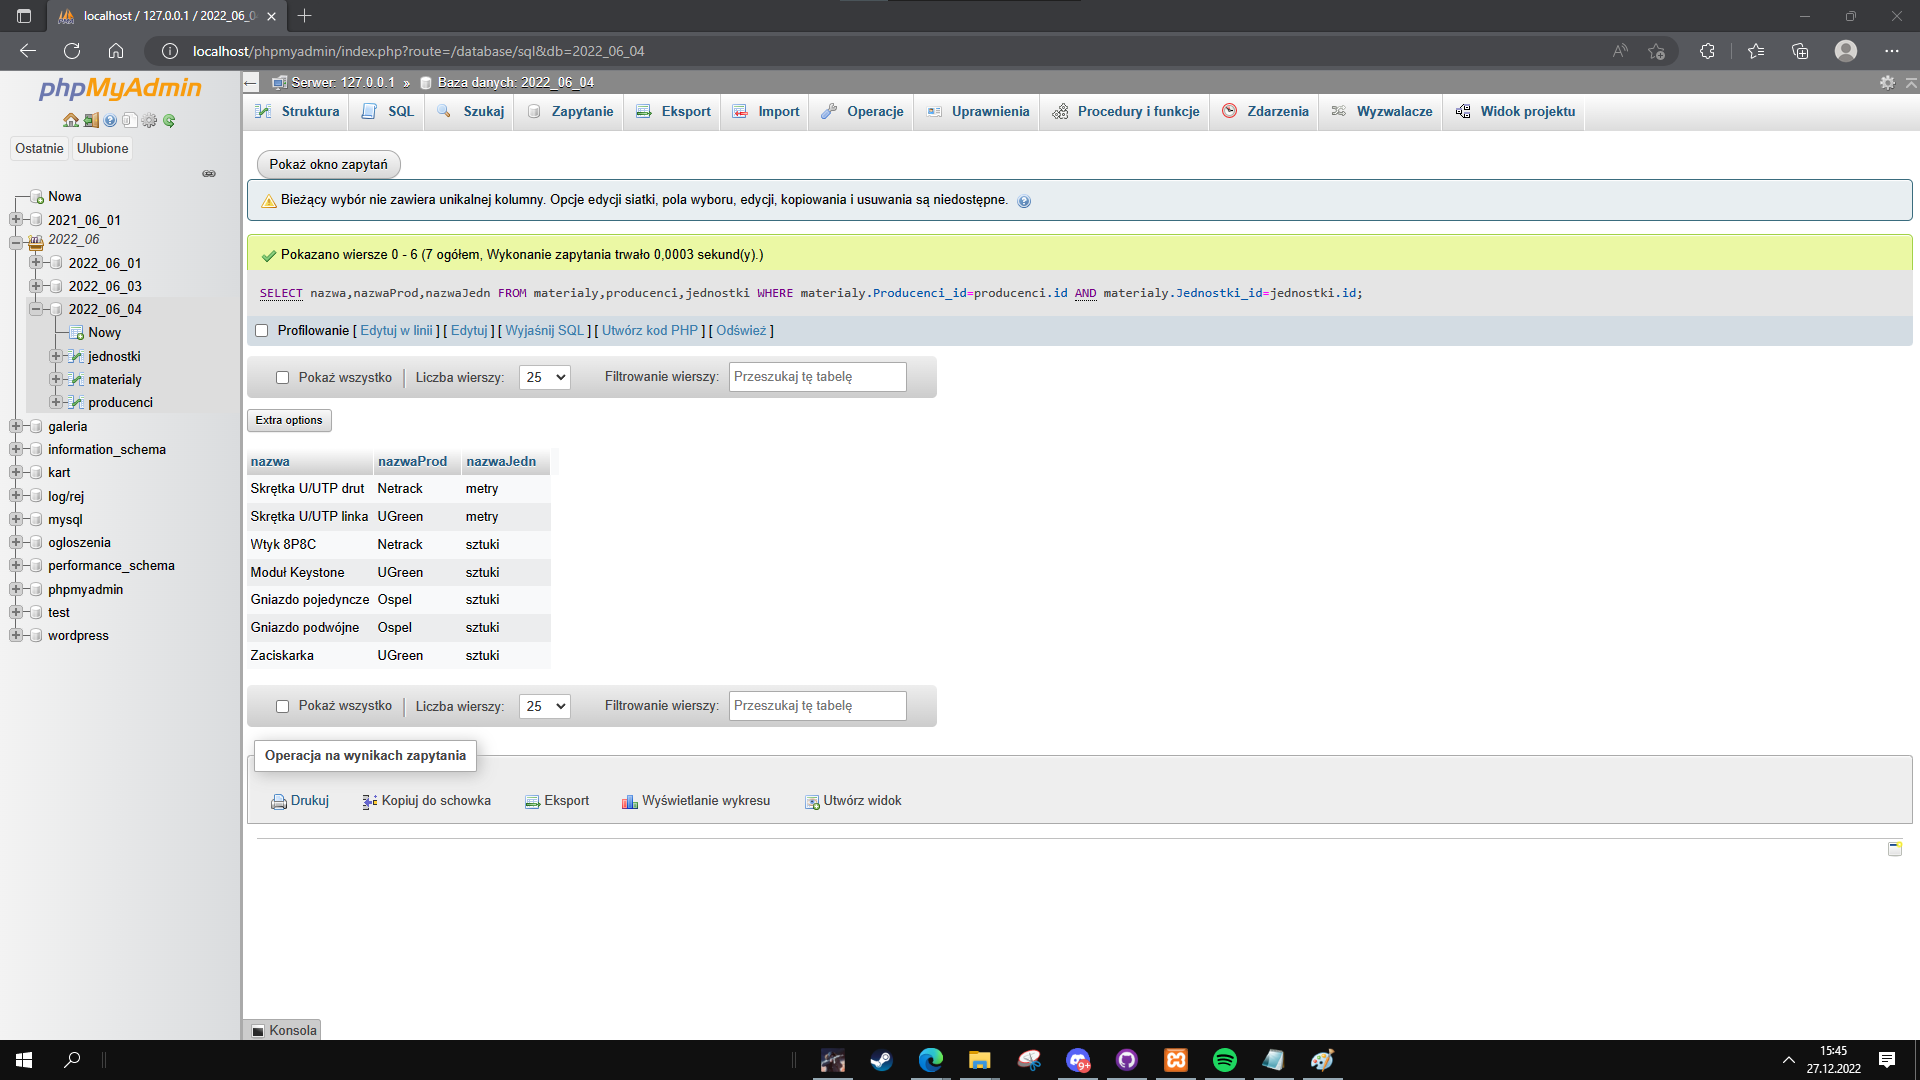 localhost / 127.0.0.1 / 2022_06_0
localhost/phpmyadmin/index.php?route=/database/sql&db=2022_06_04
phpMyAdmin
Ostatnie Ulubione
Nowa
2021_06_01
2022_06
2022_06_01
2022_06_03
2022_06_04
Nowy
jednostki
materialy
producenci
galeria
information_schema
kart
log/rej
mysql
ogloszenia
performance_schema
phpmyadmin
test
wordpress
Serwer: 127.0.0.1 » Baza danych: 2022_06_04
Struktura SQL Szukaj Zapytanie Eksport Import Operacje Uprawnienia Procedury i funkcje Zdarzenia Wyzwalacze Widok projektu
Pokaż okno zapytań
Bieżący wybór nie zawiera unikalnej kolumny. Opcje edycji siatki, pola wyboru, edycji, kopiowania i usuwania są niedostępne.
Pokazano wiersze 0 - 6 (7 ogółem, Wykonanie zapytania trwało 0,0003 sekund(y).)
SELECT nazwa,nazwaProd,nazwaJedn FROM materialy,producenci,jednostki WHERE materialy.Producenci_id=producenci.id AND materialy.Jednostki_id=jednostki.id;
Profilowanie [ Edytuj w linii ] [ Edytuj ] [ Wyjaśnij SQL ] [ Utwórz kod PHP ] [ Odśwież ]
Pokaż wszystko Liczba wierszy: 25 Filtrowanie wierszy: Przeszukaj tę tabelę
Extra options
nazwa nazwaProd nazwaJedn
Skrętka U/UTP drut Netrack metry
Skrętka U/UTP linka UGreen metry
Wtyk 8P8C Netrack sztuki
Moduł Keystone UGreen sztuki
Gniazdo pojedyncze Ospel sztuki
Gniazdo podwójne Ospel sztuki
Zaciskarka UGreen sztuki
Pokaż wszystko Liczba wierszy: 25 Filtrowanie wierszy: Przeszukaj tę tabelę
Operacja na wynikach zapytania
Drukuj Kopiuj do schowka Eksport Wyświetlanie wykresu Utwórz widok
Konsola
9+
15:45
27.12.2022